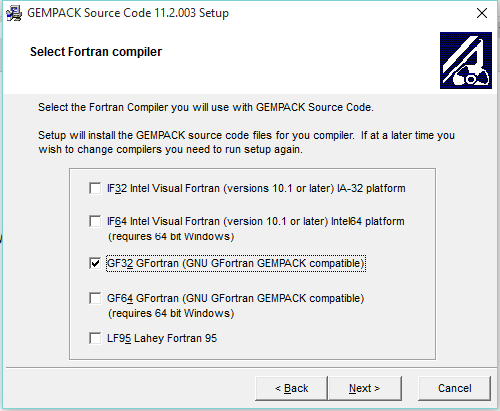 GEMPACK Source Code 11.2.003 Setup
Select Fortran compiler
Select the Fortran Compiler you will use with GEMPACK Source Code.
Setup will install the GEMPACK source code files for you compiler. If at a later time you
wish to change compilers you need to run setup again.
IF32 Intel Visual Fortran (versions 10.1 or later) IA-32 platform
IF64 Intel Visual Fortran (version 10.1 or later) Intel64 platform
(requires 64 bit Windows)
GF32 GFortran (GNU GFortran GEMPACK compatible)
GF64 GFortran (GNU GFortran GEMPACK compatible)
(requires 64 bit Windows)
LF95 Lahey Fortran 95
< Back
Next >
Cancel